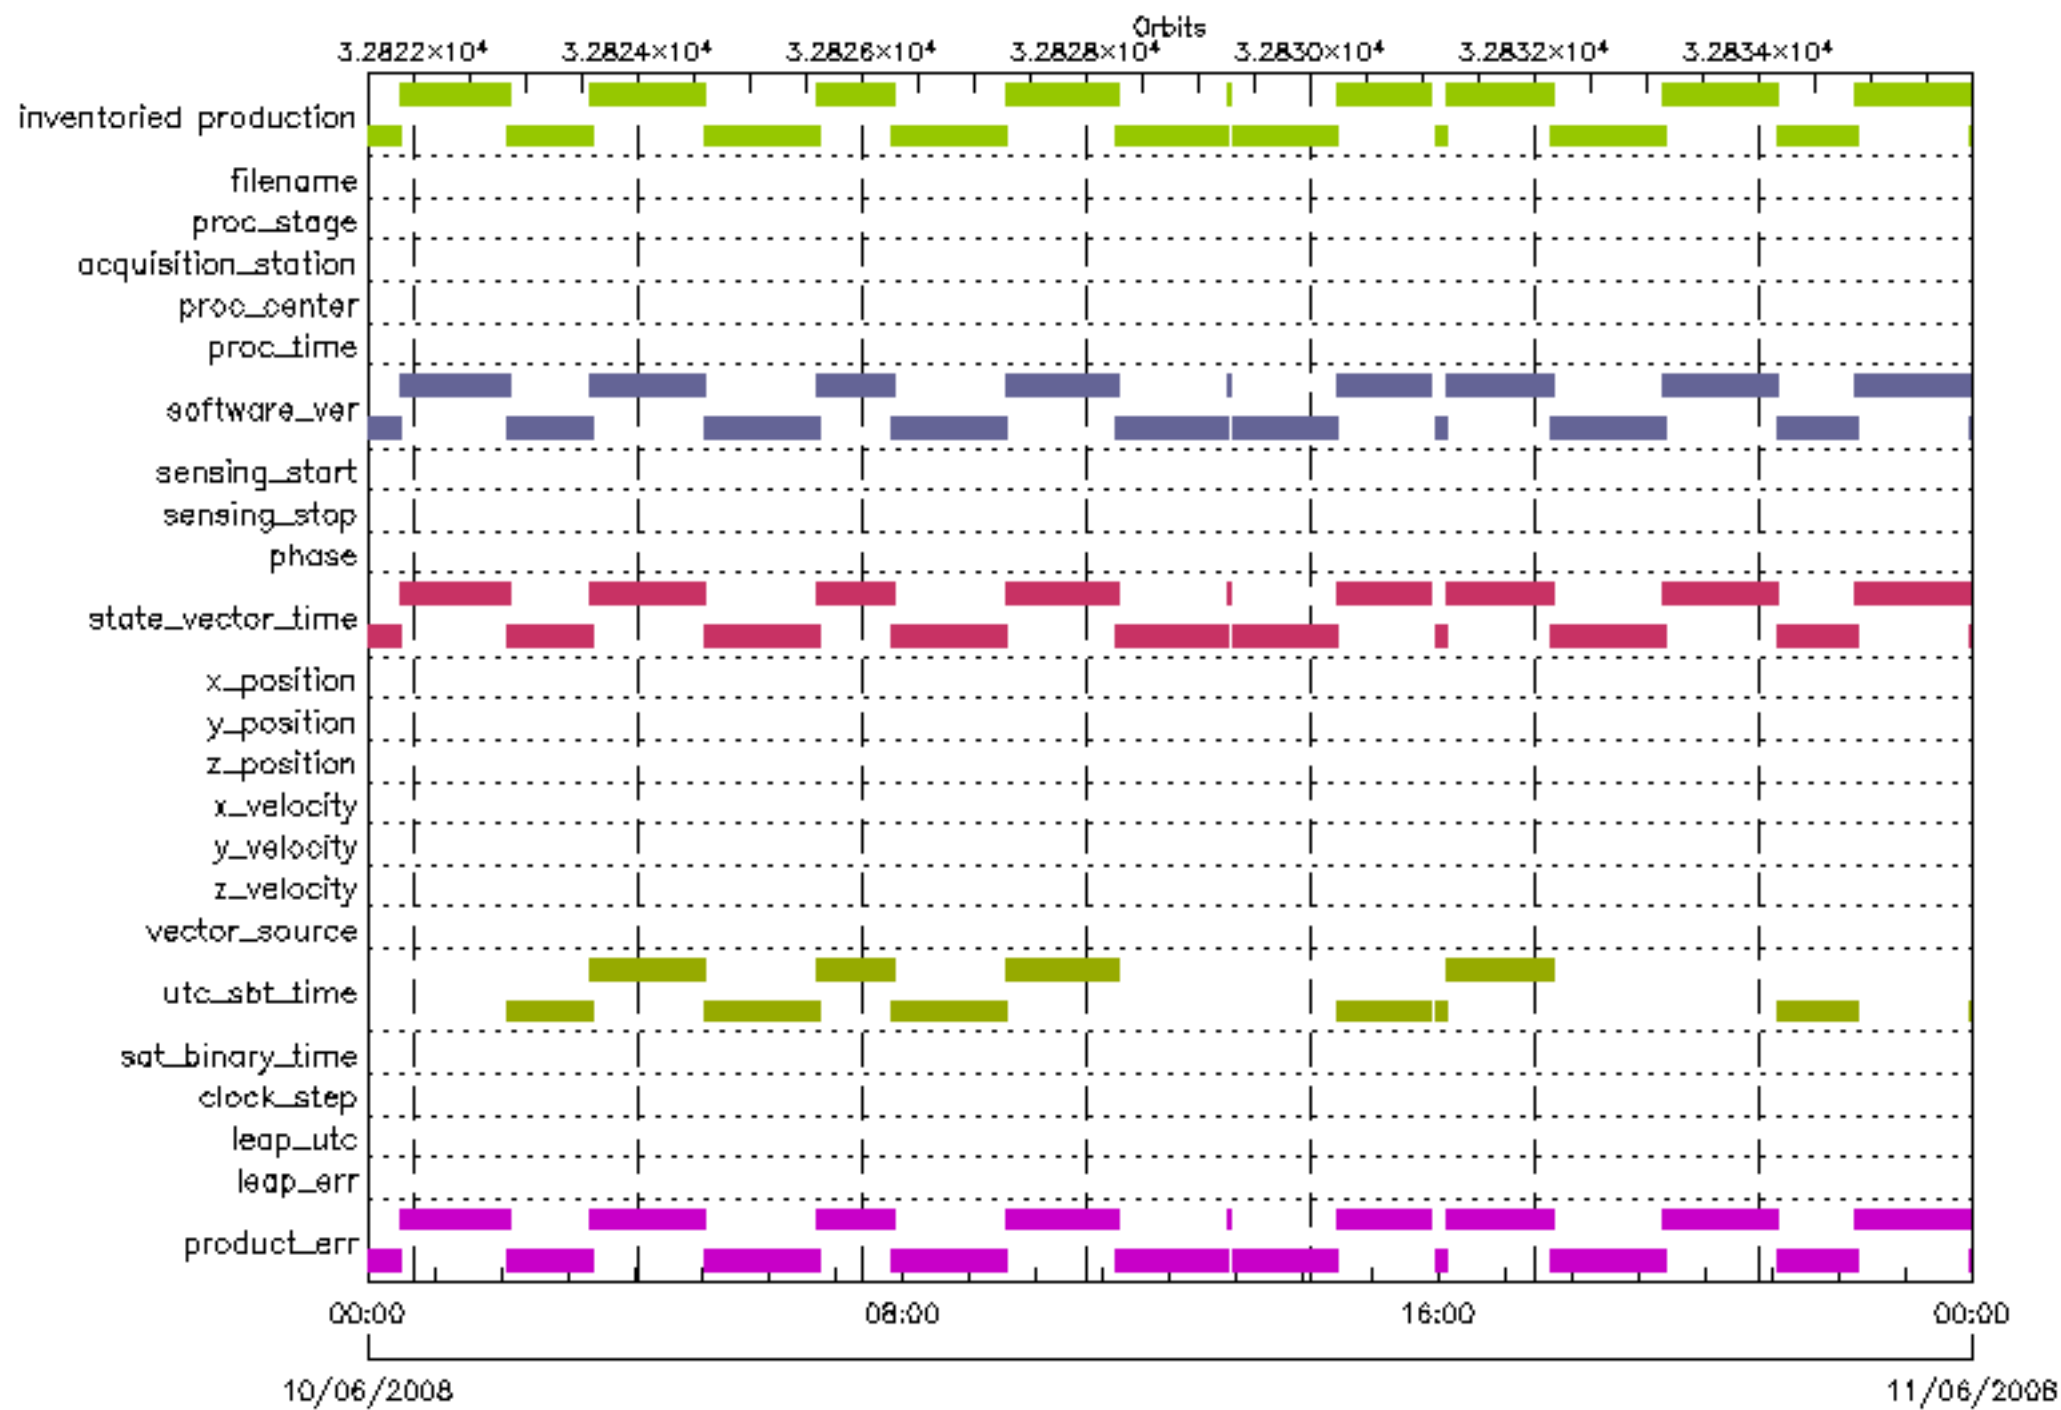 Orbits
3.2822×10⁴ 3.2824×10⁴ 3.2826×10⁴ 3.2828×10⁴ 3.2830×10⁴ 3.2832×10⁴ 3.2834×10⁴
inventoried production
filename
proc_stage
acquisition_station
proc_center
proc_time
software_ver
sensing_start
sensing_stop
phase
state_vector_time
x_position
y_position
z_position
x_velocity
y_velocity
z_velocity
vector_source
utc_sbt_time
sat_binary_time
clock_step
leap_utc
leap_err
product_err
00:00 08:00 16:00 00:00
10/06/2008 11/06/2008